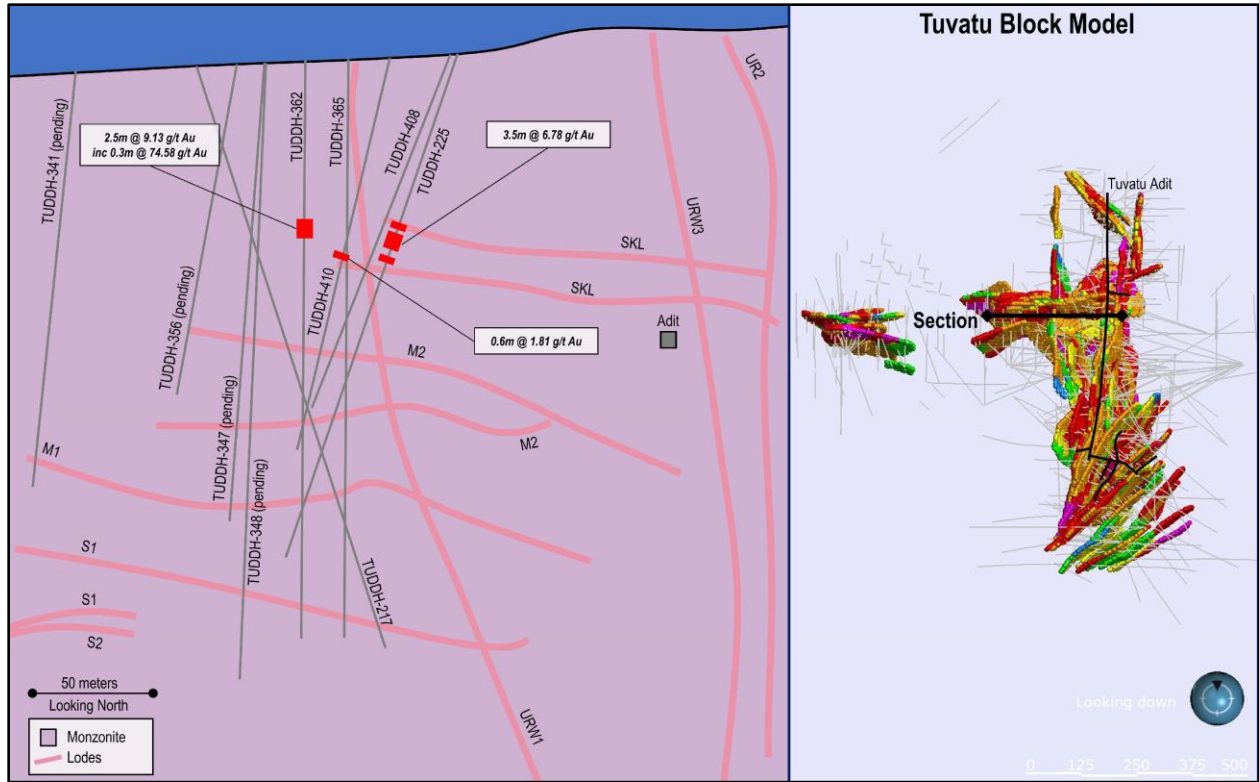 Tuvatu Block Model
UR2
TUDDH-341 (pending)
2.5m @ 9.13 g/t Au
inc 0.3m @ 74.58 g/t Au
TUDDH-362
TUDDH-365
TUDDH-408
TUDDH-225
3.5m @ 6.78 g/t Au
Tuvatu Adit
URW3
SKL
SKL
TUDDH-410
TUDDH-356 (pending)
0.6m @ 1.81 g/t Au
Adit
Section
M2
M2
M1
TUDDH-347 (pending)
TUDDH-348 (pending)
S1
S1
S2
TUDDH-217
URW1
50 meters
Looking North
Monzonite
Lodes
Looking down
0 125 250 375 500